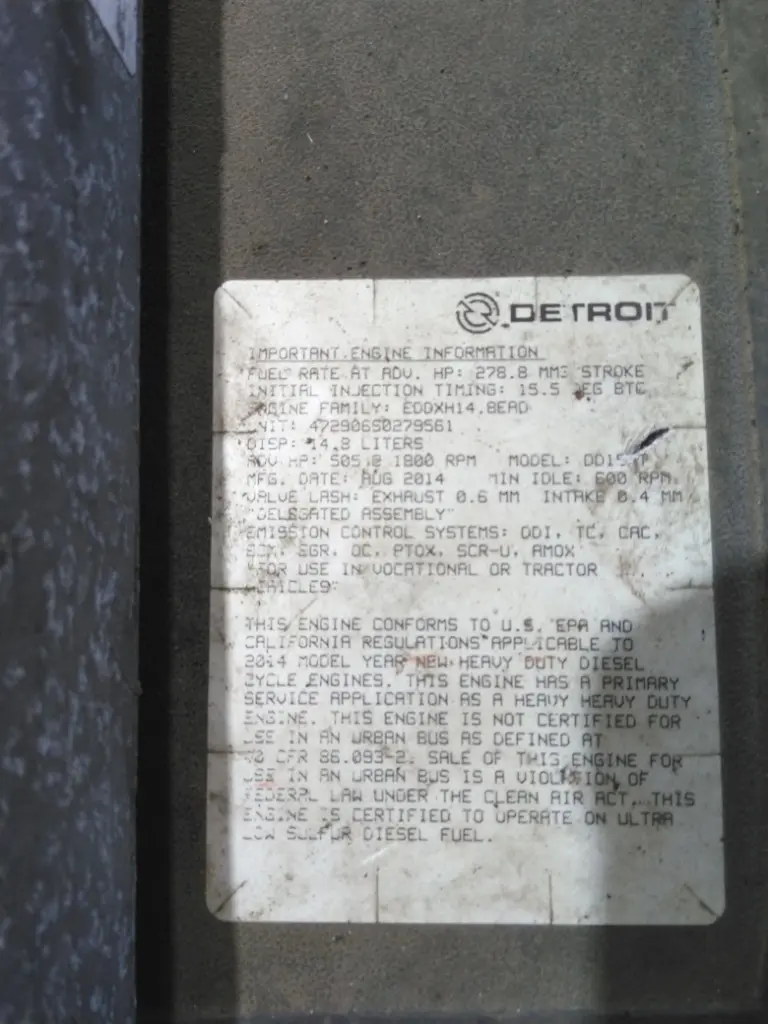 DETROIT
IMPORTANT ENGINE INFORMATION
FUEL RATE AT ADV. HP: 278.8 MM3 STROKE
INITIAL INJECTION TIMING: 15.5 DEG BTC
ENGINE FAMILY: EDDXH14.8EAD
UNIT: 472906S0279561
DISP: 14.8 LITERS
ADV HP: 505 @ 1800 RPM MODEL:
MFG. DATE: AUG 2014 MIN IDLE: 600 RPM
VALVE LASH: EXHAUST 0.6 MM INTAKE 0.4 MM
"DELEGATED ASSEMBLY"
EMISSION CONTROL SYSTEMS: DDI, TC, CAC,
ECM, EGR, OC, PTOX, SCR-U, AMOX
"FOR USE IN VOCATIONAL OR TRACTOR
VEHICLES"
THIS ENGINE CONFORMS TO U.S. EPA AND
CALIFORNIA REGULATIONS APPLICABLE TO
2014 MODEL YEAR NEW HEAVY DUTY DIESEL
CYCLE ENGINES. THIS ENGINE HAS A PRIMARY
SERVICE APPLICATION AS A HEAVY HEAVY DUTY
ENGINE. THIS ENGINE IS NOT CERTIFIED FOR
USE IN AN URBAN BUS AS DEFINED AT
40 CFR 86.093-2. SALE OF THIS ENGINE FOR
USE IN AN URBAN BUS IS A VIOLATION OF
FEDERAL LAW UNDER THE CLEAN AIR ACT. THIS
ENGINE IS CERTIFIED TO OPERATE ON ULTRA
LOW SULFUR DIESEL FUEL.